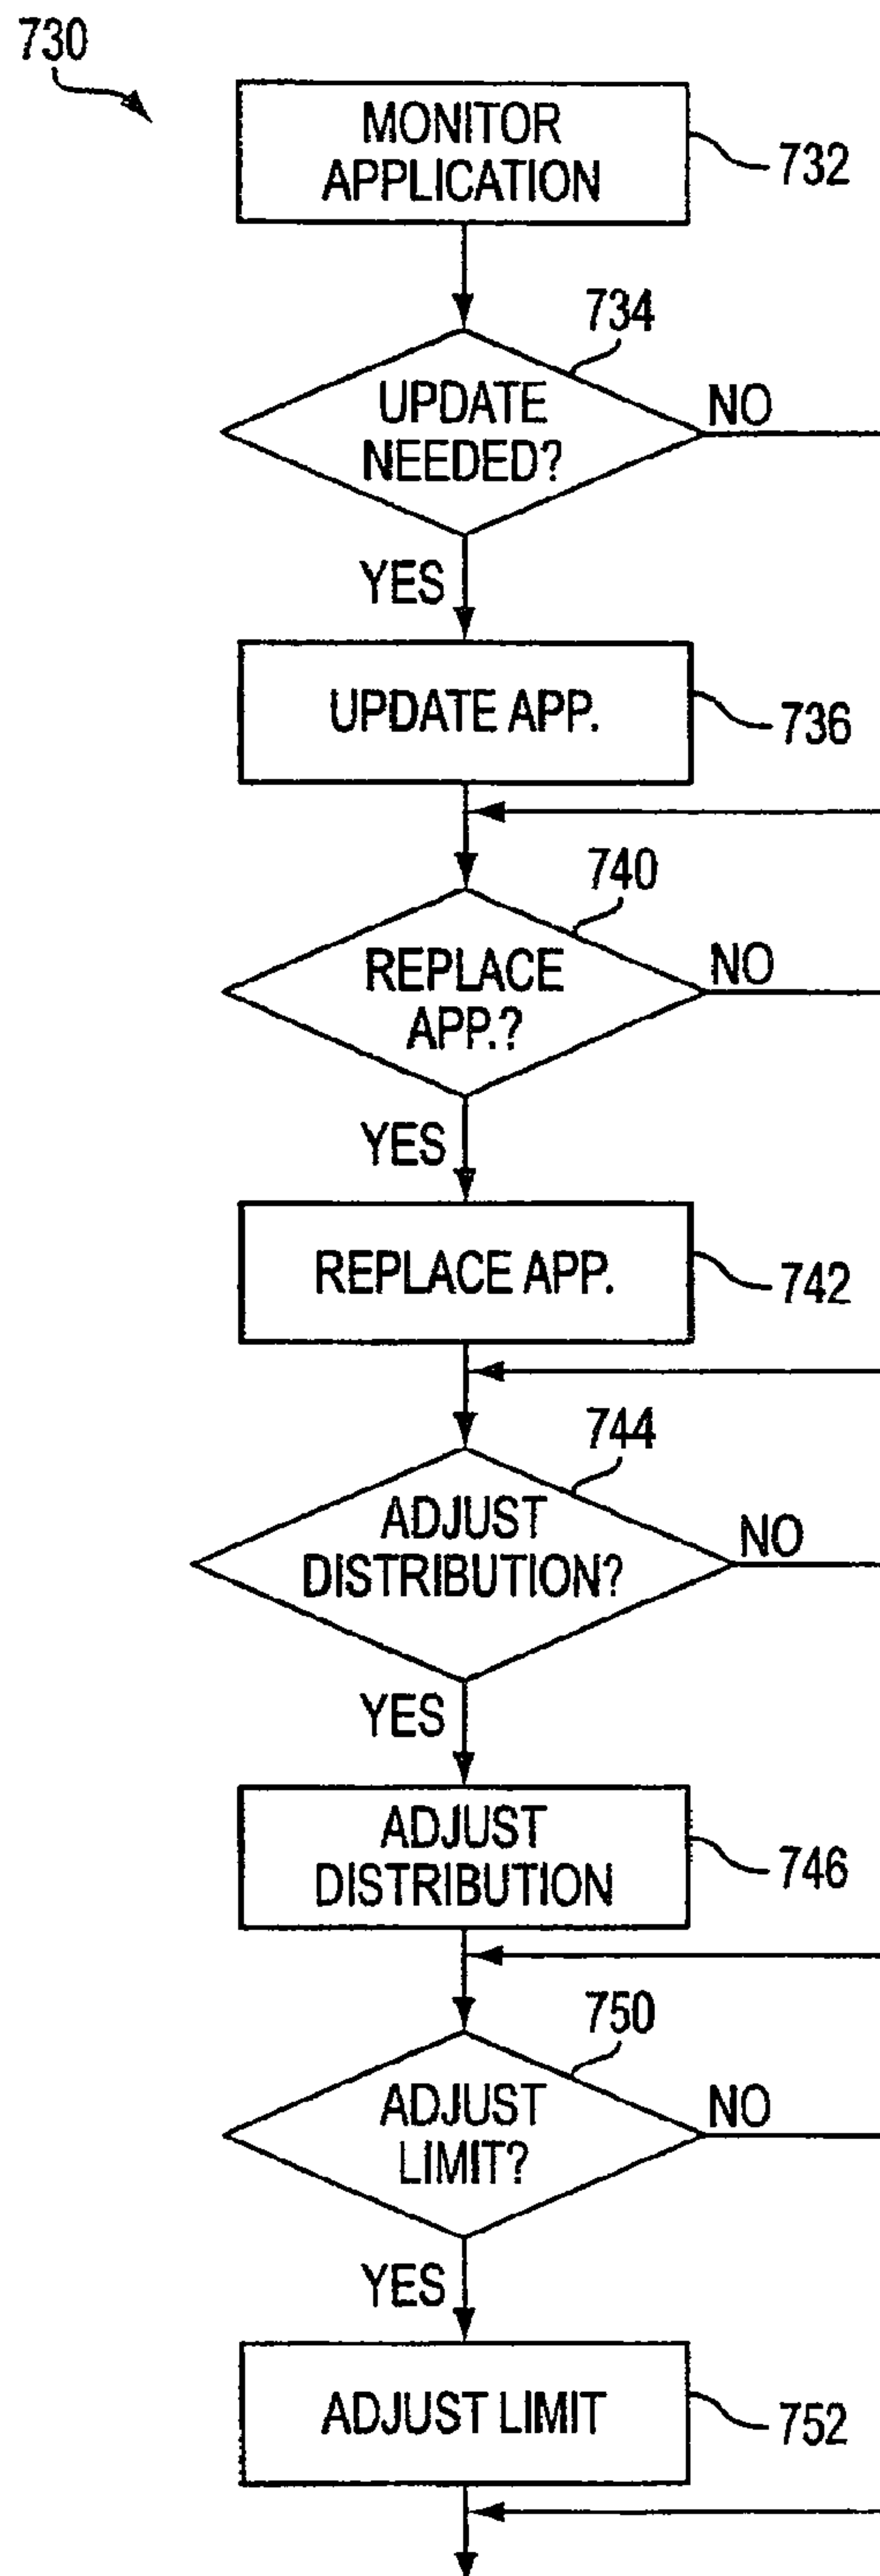 730
MONITOR
APPLICATION
732
734
UPDATE
NEEDED?
NO
YES
UPDATE APP.
736
740
REPLACE
APP.?
NO
YES
REPLACE APP.
742
744
ADJUST
DISTRIBUTION?
NO
YES
ADJUST
DISTRIBUTION
746
750
ADJUST
LIMIT?
NO
YES
ADJUST LIMIT
752